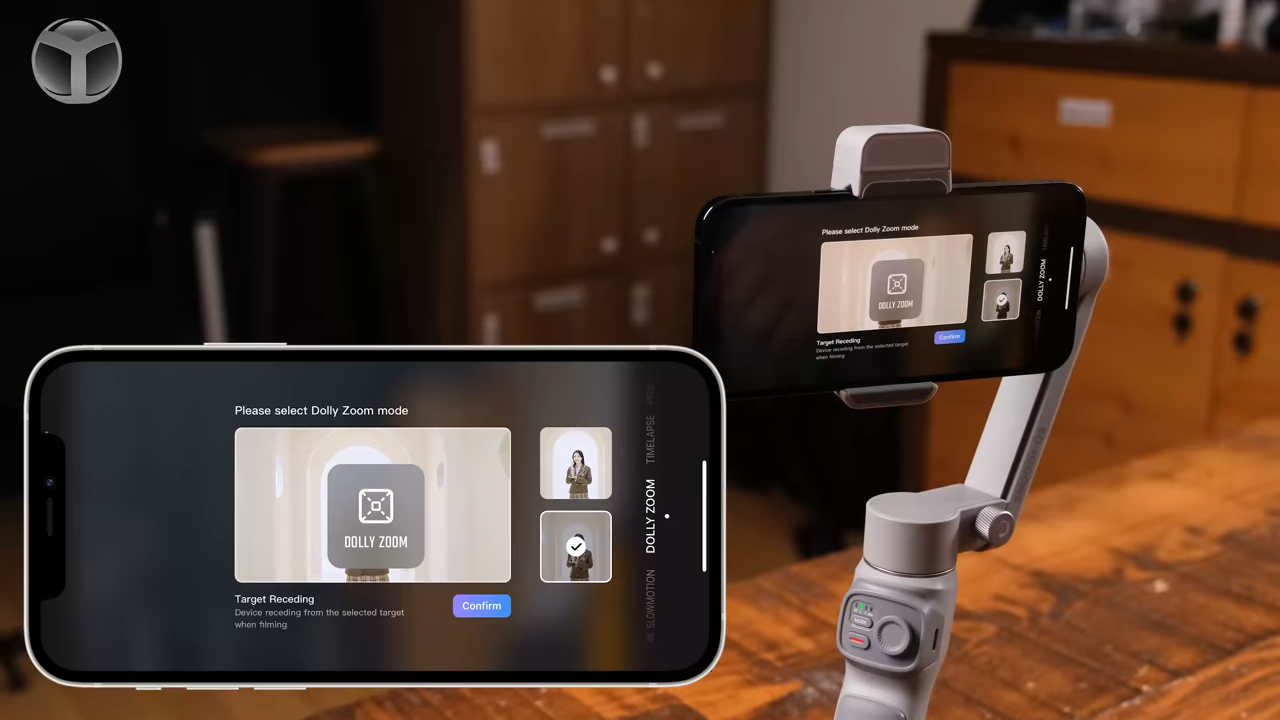 Please select Dolly Zoom mode
DOLLY ZOOM
Target Receding
Device receding from the selected target
when filming
Confirm
TIMELAPSE
DOLLY ZOOM
SLOWMOTION
Please select Dolly Zoom mode
DOLLY ZOOM
Target Receding
Device receding from the selected target
when filming
Confirm
DOLLY ZOOM
MODE